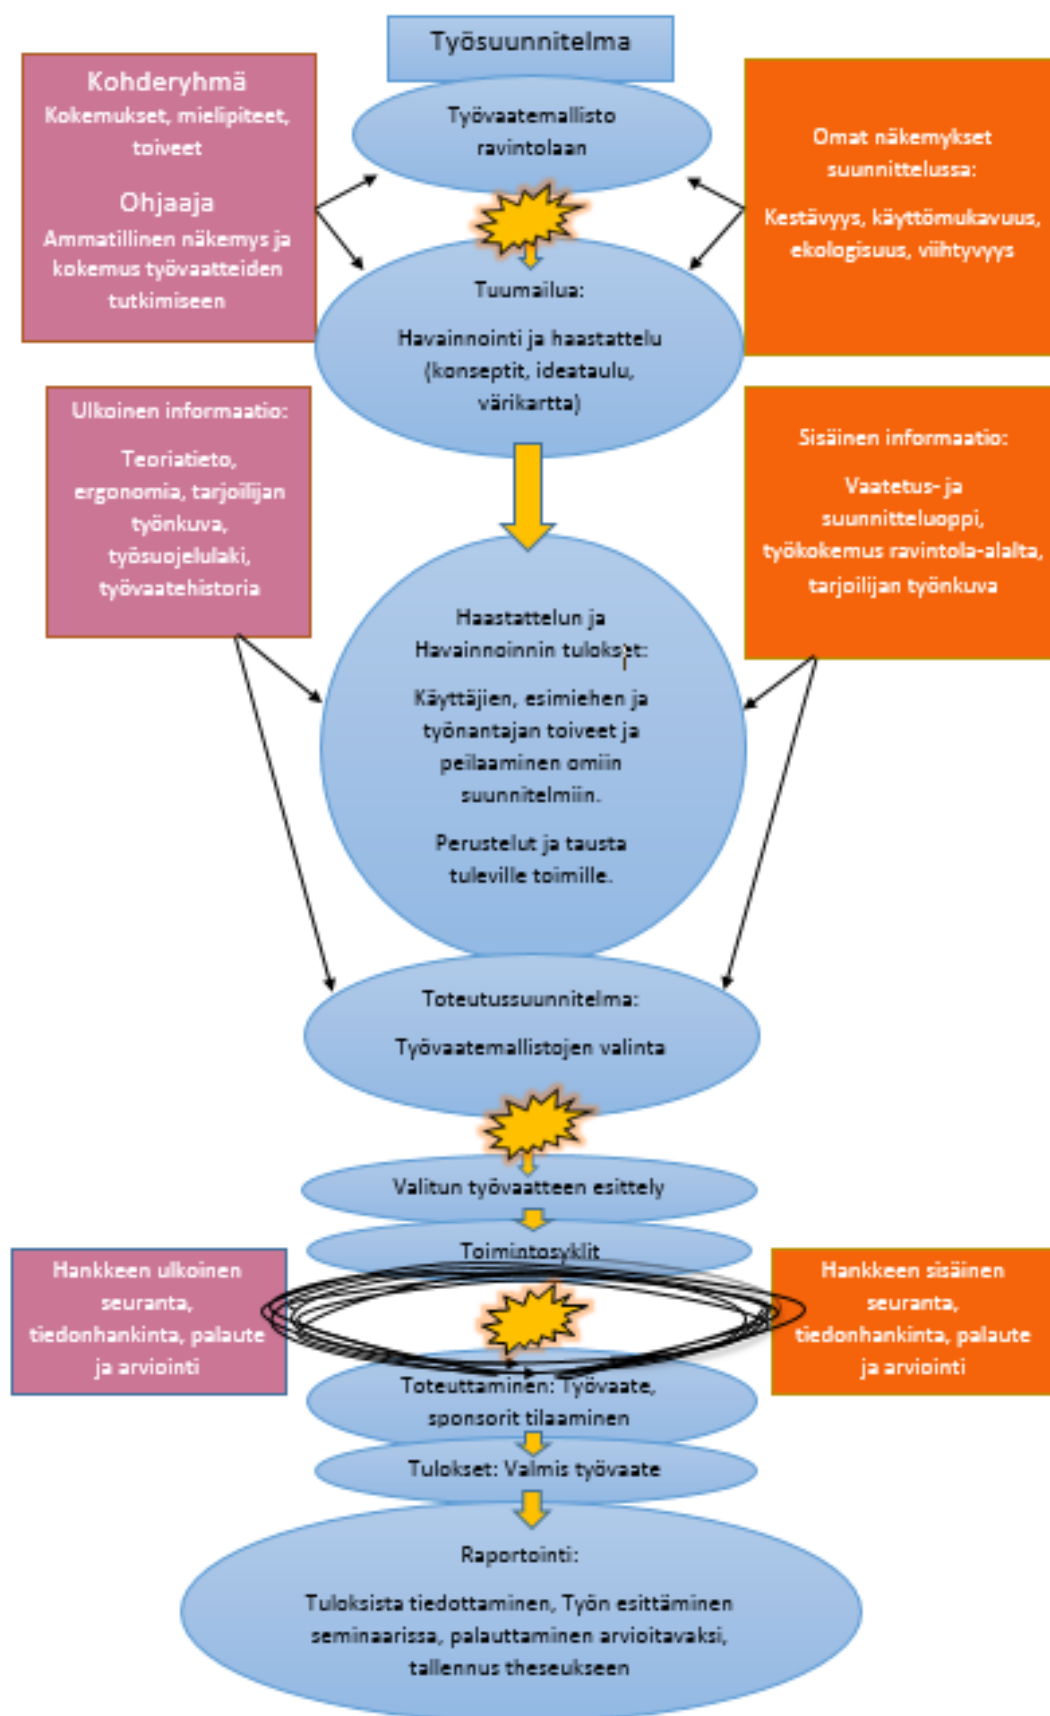 Työsuunnitelma
Kohderyhmä
Kokemukset, mielipiteet,
toiveet
Ohjaaja
Ammatillinen näkemys ja
kokemus työvaatteiden
tutkimiseen
Työvaatemallisto
ravintolaan
Omat näkemykset
suunnittelussa:
Kestävyys, käyttömukavuus,
ekologisuus, viihtyvyys
Tuumailua:
Havainnointi ja haastattelu
(konseptit, ideataulu,
värikartta)
Ulkoinen informaatio:
Teoriatieto,
ergonomia, tarjoilijan
työnkuva,
työsuojelulaki,
työvaatehistoria
Sisäinen informaatio:
Vaatetus- ja
suunnitteluoppi,
työkokemus ravintola-alalta,
tarjoilijan työnkuva
Haastattelun ja
Havainnoinnin tulokset:
Käyttäjien, esimiehen ja
työnantajan toiveet ja
peilaaminen omiin
suunnitelmiin.
Perustelut ja tausta
tuleville toimille.
Toteutussuunnitelma:
Työvaatemallistojen valinta
Valitun työvaatteen esittely
Toimintosyklit
Hankkeen ulkoinen
seuranta,
tiedonhankinta, palaute
ja arviointi
Hankkeen sisäinen
seuranta,
tiedonhankinta, palaute
ja arviointi
Toteuttaminen: Työvaate,
sponsorit tilaaminen
Tulokset: Valmis työvaate
Raportointi:
Tuloksista tiedottaminen, Työn esittäminen
seminaarissa, palauttaminen arvioitavaksi,
tallennus theseukseen